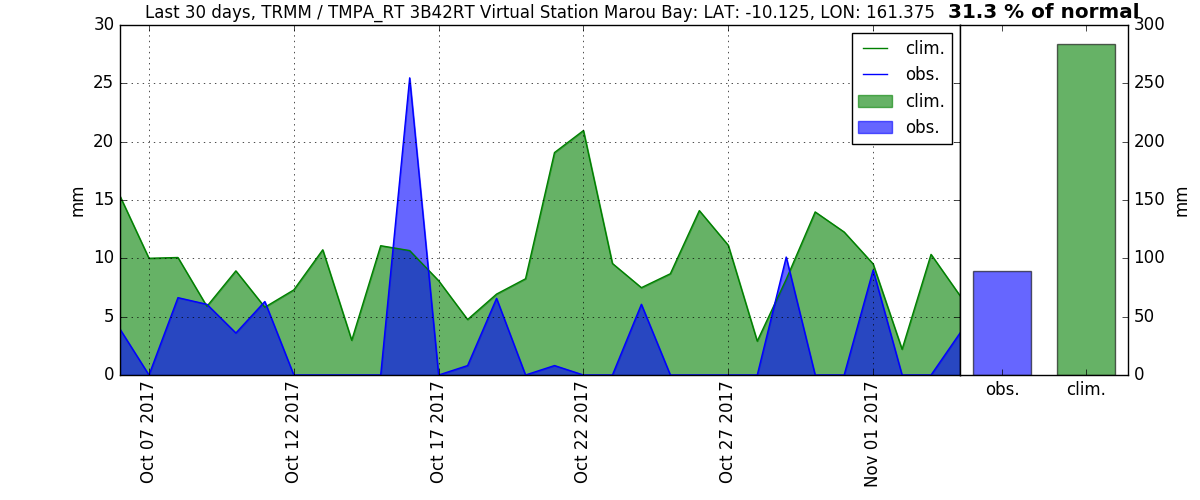 Last 30 days, TRMM / TMPA_RT 3B42RT Virtual Station Marou Bay: LAT: -10.125, LON: 161.375
31.3 % of normal
clim.
obs.
clim.
obs.
mm
30
25
20
15
10
5
0
Oct 07 2017
Oct 12 2017
Oct 17 2017
Oct 22 2017
Oct 27 2017
Nov 01 2017
obs.
clim.
300
250
200
150
100
50
0
mm